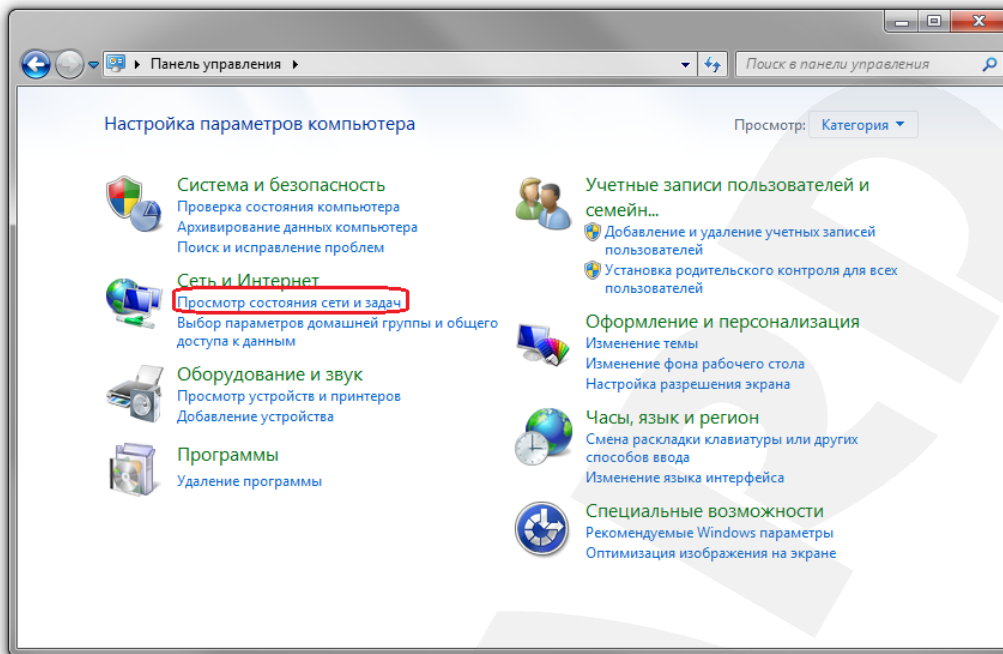 Панель управления
Поиск в панели управления
Настройка параметров компьютера
Просмотр: Категория
Система и безопасность
Проверка состояния компьютера
Архивирование данных компьютера
Поиск и исправление проблем
Сеть и Интернет
Просмотр состояния сети и задач
Выбор параметров домашней группы и общего
доступа к данным
Оборудование и звук
Просмотр устройств и принтеров
Добавление устройства
Программы
Удаление программы
Учетные записи пользователей и
семейн...
Добавление и удаление учетных записей
пользователей
Установка родительского контроля для всех
пользователей
Оформление и персонализация
Изменение темы
Изменение фона рабочего стола
Настройка разрешения экрана
Часы, язык и регион
Смена раскладки клавиатуры или других
способов ввода
Изменение языка интерфейса
Специальные возможности
Рекомендуемые Windows параметры
Оптимизация изображения на экране